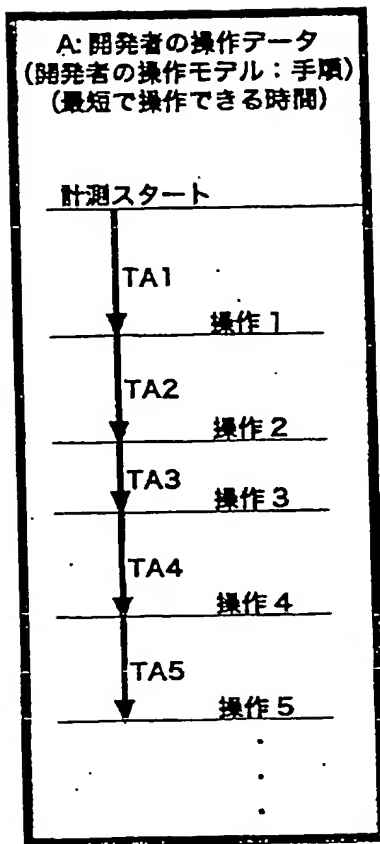 A:開発者の操作データ
(開発者の操作モデル:手順)
(最短で操作できる時間)
計測スタート
TA1
操作1
TA2
操作2
TA3
操作3
TA4
操作4
TA5
操作5